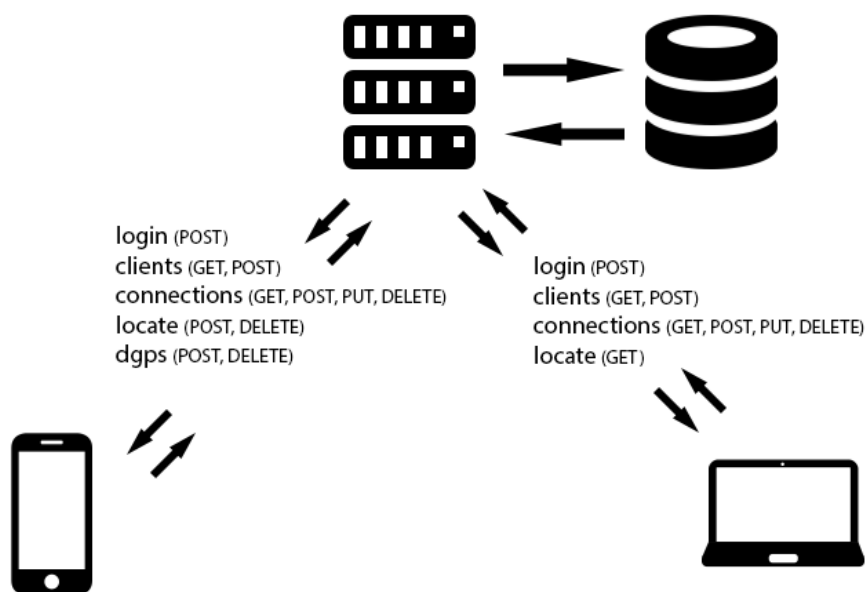 login (POST)
clients (GET, POST)
connections (GET, POST, PUT, DELETE)
locate (POST, DELETE)
dgps (POST, DELETE)
login (POST)
clients (GET, POST)
connections (GET, POST, PUT, DELETE)
locate (GET)